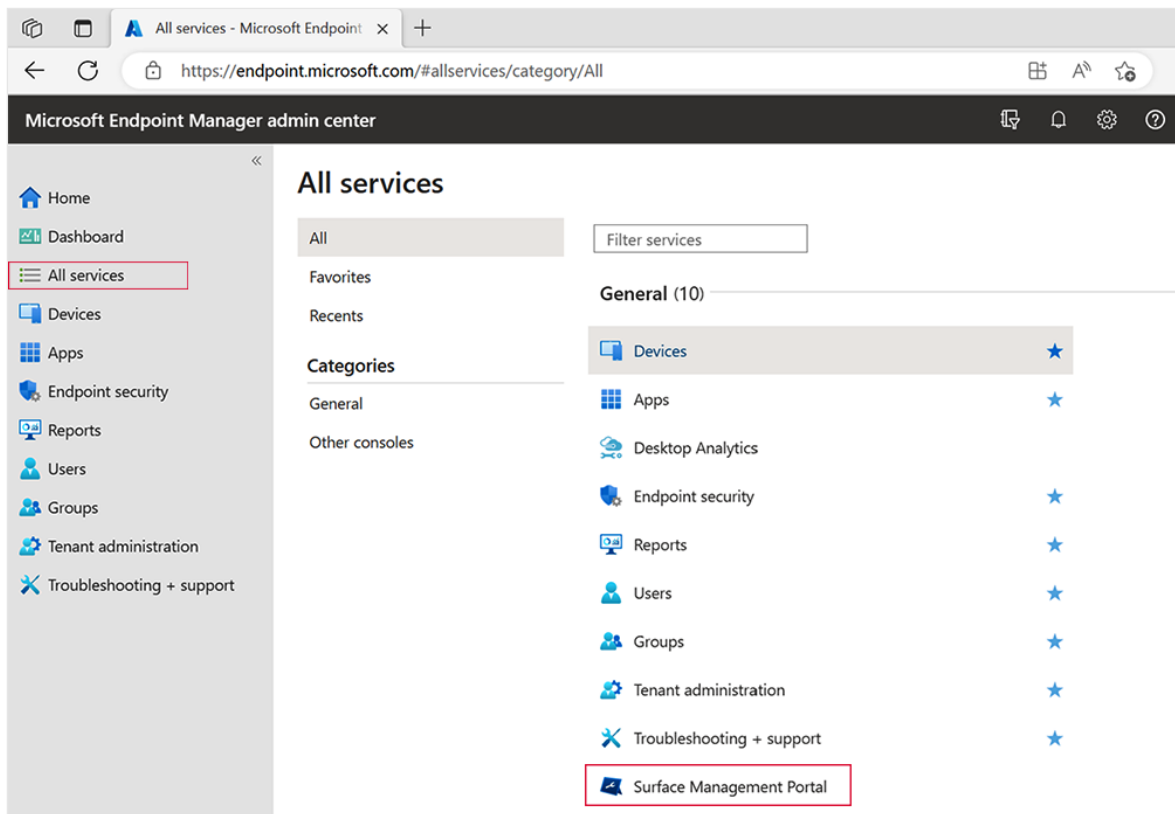 All services - Microsoft Endpoint
https://endpoint.microsoft.com/#allservices/category/All
Microsoft Endpoint Manager admin center
Home
Dashboard
All services
Devices
Apps
Endpoint security
Reports
Users
Groups
Tenant administration
Troubleshooting + support
All services
All
Favorites
Recents
Categories
General
Other consoles
Filter services
General (10)
Devices
Apps
Desktop Analytics
Endpoint security
Reports
Users
Groups
Tenant administration
Troubleshooting + support
Surface Management Portal